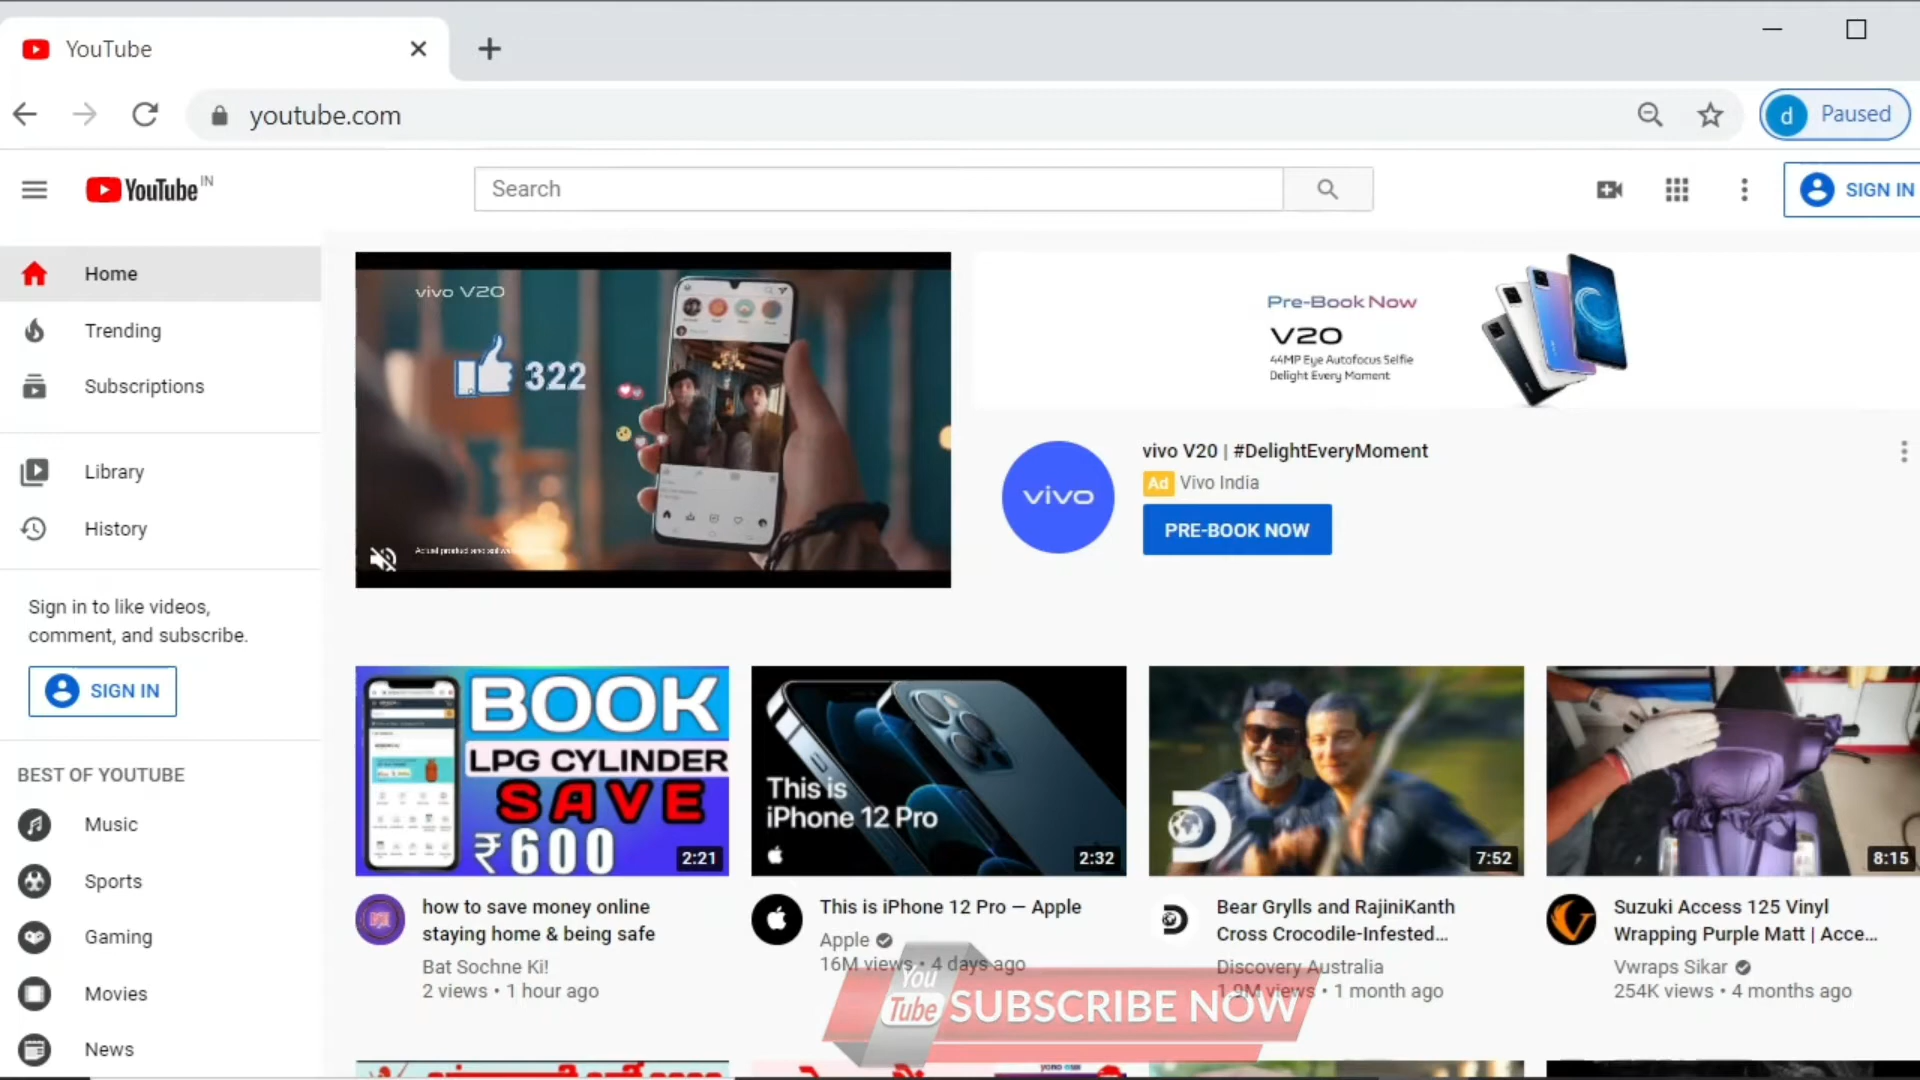 YouTube
youtube.com
d Paused
YouTube IN
Search
SIGN IN
Home
Trending
Subscriptions
Library
History
Sign in to like videos,
comment, and subscribe.
SIGN IN
BEST OF YOUTUBE
Music
Sports
Gaming
Movies
News
vivo V20
322
Pre-Book Now
V20
44MP Eye Autofocus Selfie
Delight Every Moment
vivo
vivo V20 | #DelightEveryMoment
Ad Vivo India
PRE-BOOK NOW
BOOK
LPG CYLINDER
SAVE
₹600
2:21
how to save money online
staying home & being safe
Bat Sochne Ki!
2 views • 1 hour ago
This is
iPhone 12 Pro
2:32
This is iPhone 12 Pro — Apple
Apple
16M views • 4 days ago
7:52
Bear Grylls and RajiniKanth
Cross Crocodile-Infested...
Discovery Australia
1.9M views • 1 month ago
8:15
Suzuki Access 125 Vinyl
Wrapping Purple Matt | Acce...
Vwraps Sikar
254K views • 4 months ago
You
Tube SUBSCRIBE NOW